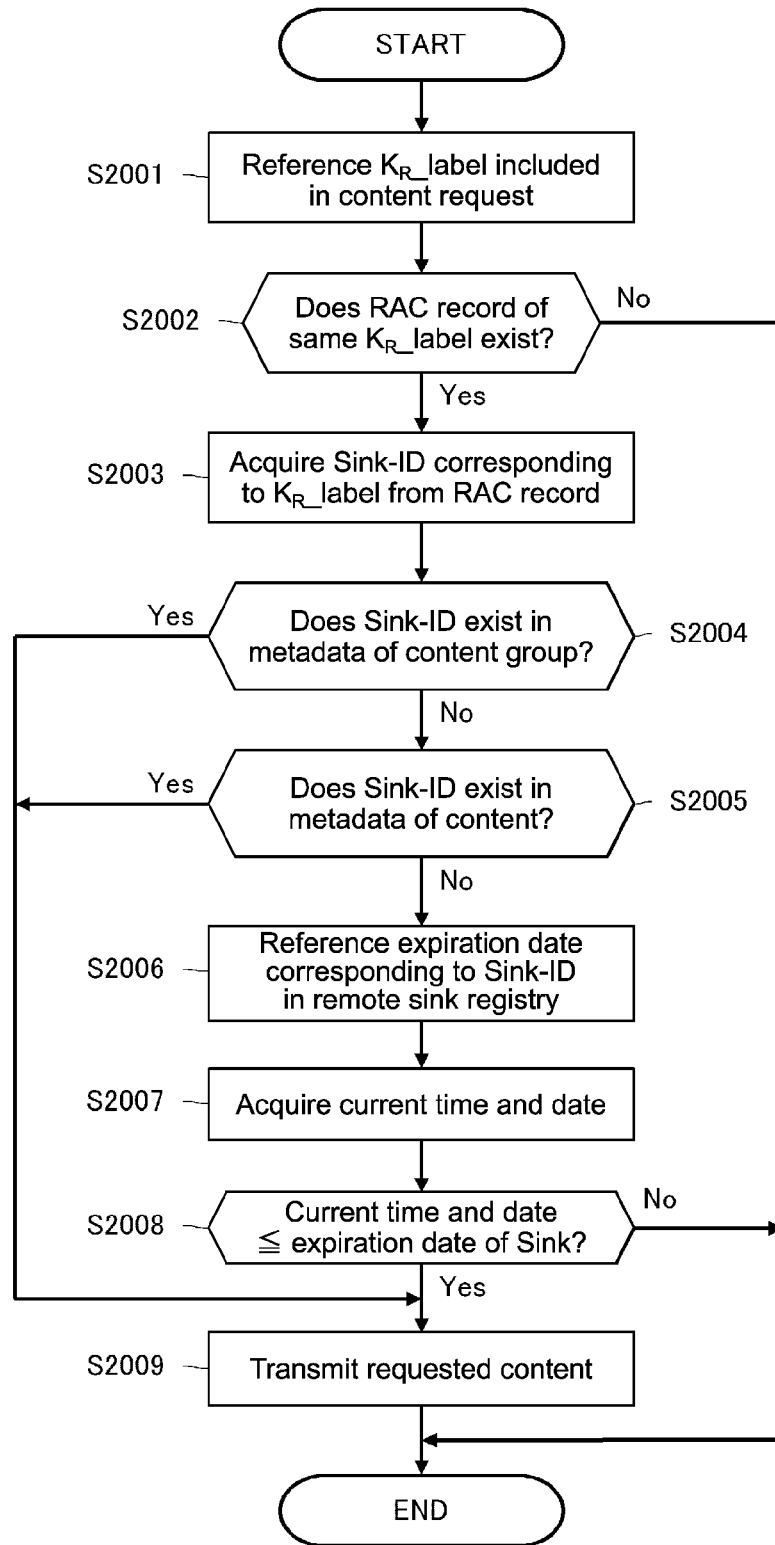 START
S2001
Reference K_R_label included
in content request
S2002
Does RAC record of
same K_R_label exist?
No
Yes
S2003
Acquire Sink-ID corresponding
to K_R_label from RAC record
Yes
Does Sink-ID exist in
metadata of content group?
S2004
No
Yes
Does Sink-ID exist in
metadata of content?
S2005
No
S2006
Reference expiration date
corresponding to Sink-ID
in remote sink registry
S2007
Acquire current time and date
S2008
Current time and date
≦ expiration date of Sink?
No
Yes
S2009
Transmit requested content
END